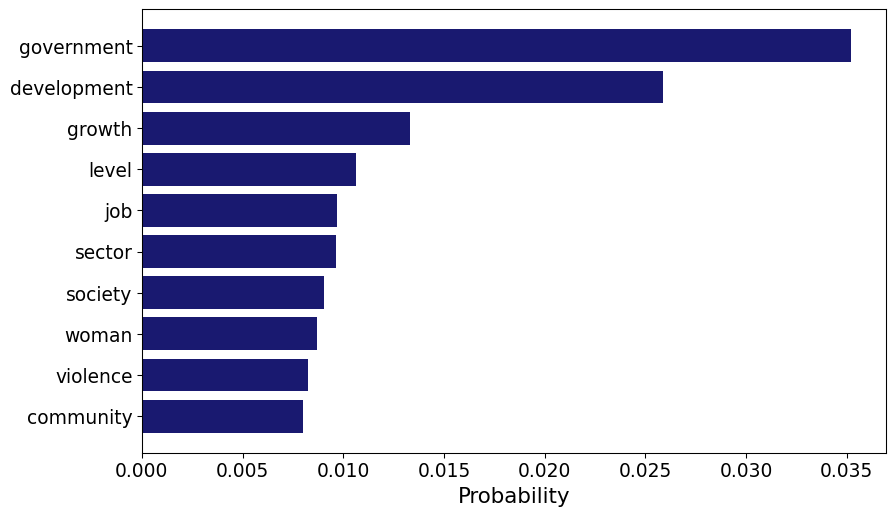 government
development
growth
level
job
sector
society
woman
violence
community
0.000 0.005 0.010 0.015 0.020 0.025 0.030 0.035
Probability